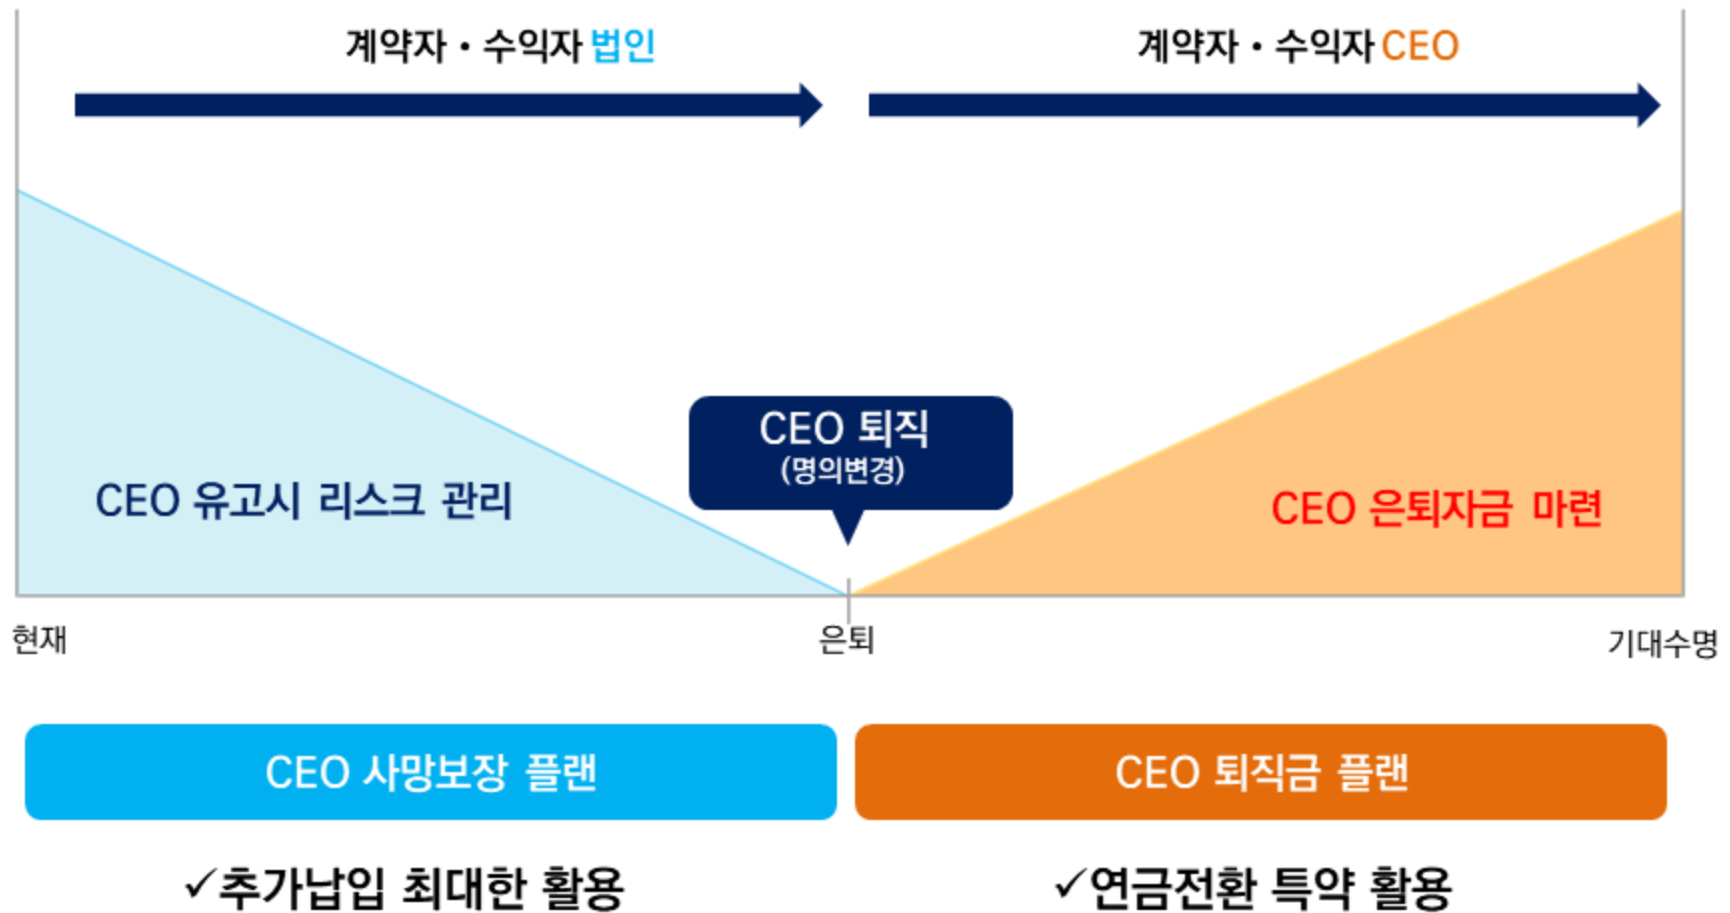 계약자 • 수익자 법인
계약자 • 수익자 CEO
CEO 퇴직
(명의변경)
CEO 유고시 리스크 관리
CEO 은퇴자금 마련
현재
은퇴
기대수명
CEO 사망보장 플랜
CEO 퇴직금 플랜
✓추가납입 최대한 활용
✓연금전환 특약 활용